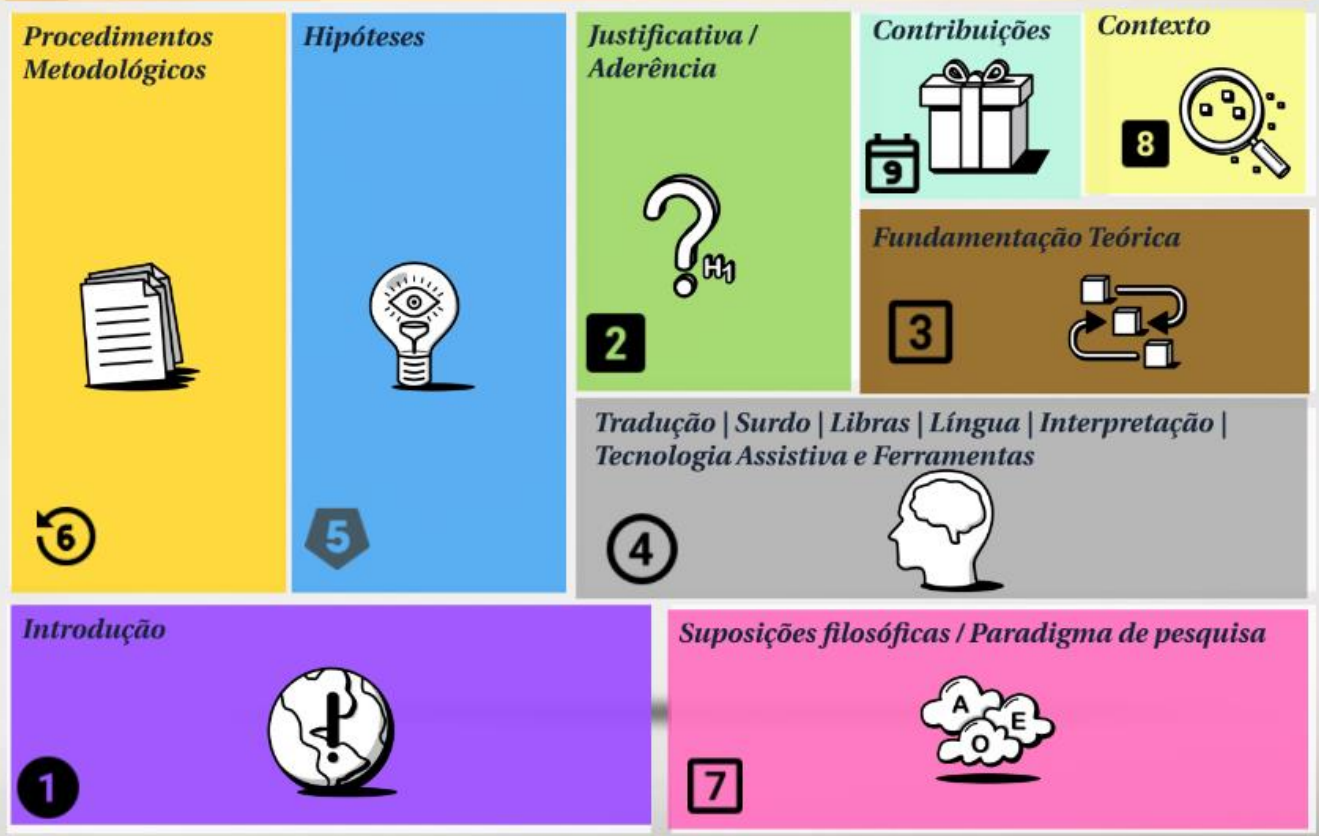 Procedimentos
Metodológicos
6
Hipóteses
5
Justificativa /
Aderência
H1
2
Contribuições
9
Contexto
8
Fundamentação Teórica
3
Tradução | Surdo | Libras | Língua | Interpretação |
Tecnologia Assistiva e Ferramentas
4
Introdução
1
Suposições filosóficas / Paradigma de pesquisa
A
E
O
7